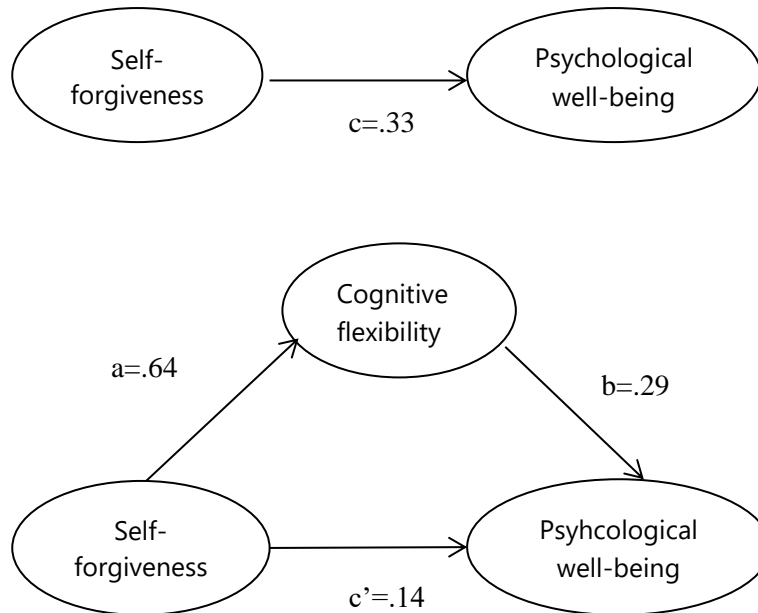 Self-
forgiveness
Psychological
well-being
c=.33
Cognitive
flexibility
a=.64
b=.29
Self-
forgiveness
Psyhcological
well-being
c’=.14